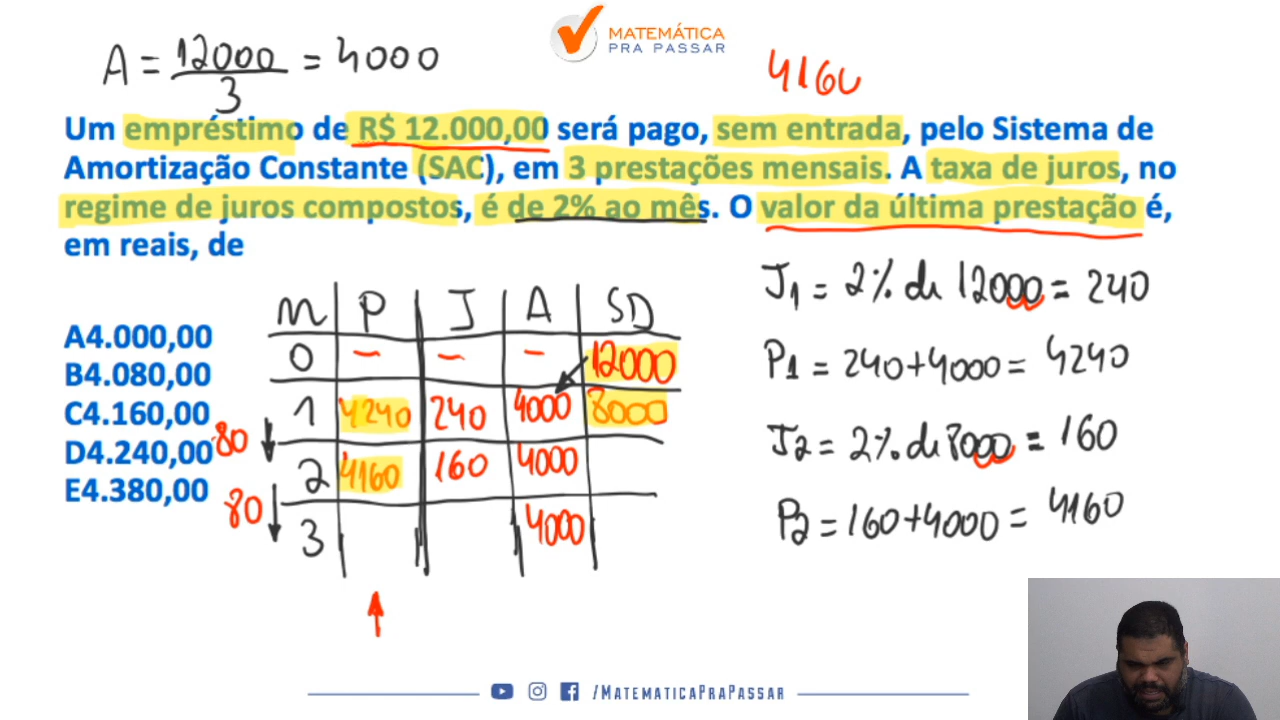 MATEMÁTICA
PRA PASSAR
A = 12000/3 = 4000
4160
Um empréstimo de R$ 12.000,00 será pago, sem entrada, pelo Sistema de
Amortização Constante (SAC), em 3 prestações mensais. A taxa de juros, no
regime de juros compostos, é de 2% ao mês. O valor da última prestação é,
em reais, de
A4.000,00
B4.080,00
C4.160,00
D4.240,00
E4.380,00
M P J A SD
0 – – – 12000
1 4240 240 4000 8000
80
2 4160 160 4000
80
3 4000
J1 = 2% de 12000 = 240
P1 = 240+4000 = 4240
J2 = 2% de 8000 = 160
P2 = 160+4000 = 4160
/MATEMATICAPRAPASSAR